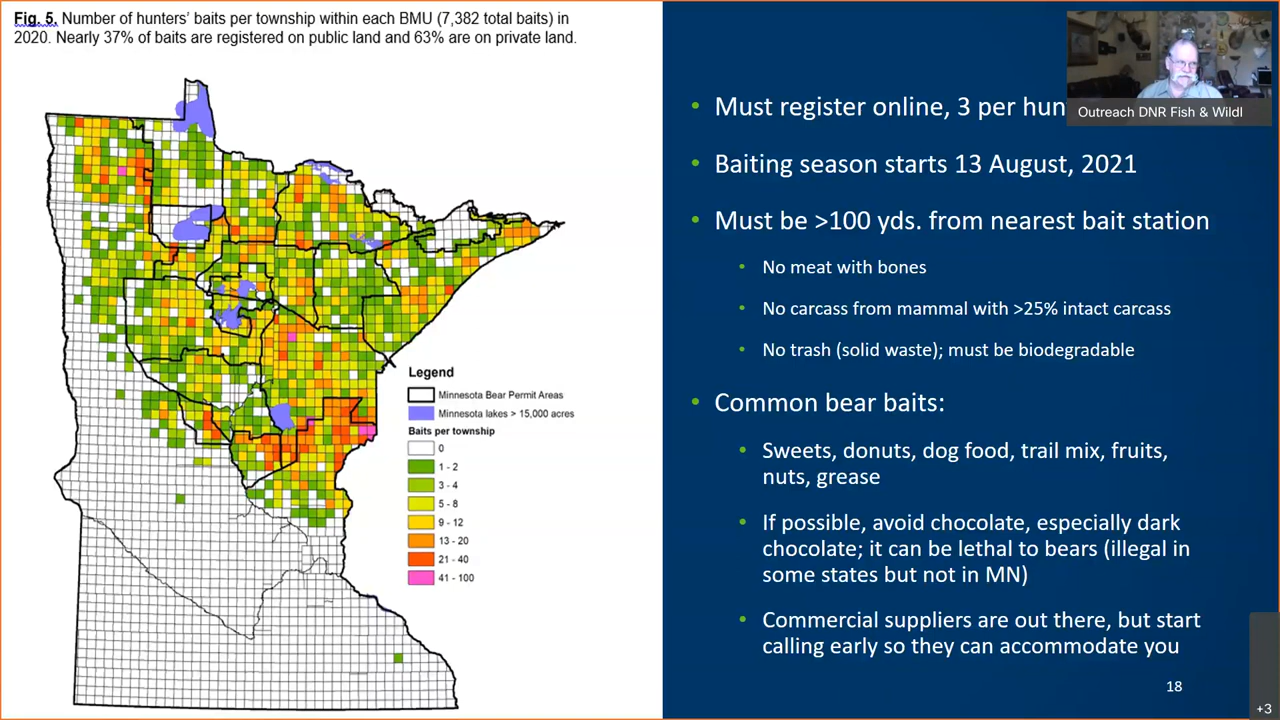 Fig. 5. Number of hunters' baits per township within each BMU (7,382 total baits) in
2020. Nearly 37% of baits are registered on public land and 63% are on private land.
Legend
Minnesota Bear Permit Areas
Minnesota lakes > 15,000 acres
Baits per township
0
1 - 2
3 - 4
5 - 8
9 - 12
13 - 20
21 - 40
41 - 100
• Must register online, 3 per hun
Outreach DNR Fish & Wildl
• Baiting season starts 13 August, 2021
• Must be >100 yds. from nearest bait station
• No meat with bones
• No carcass from mammal with >25% intact carcass
• No trash (solid waste); must be biodegradable
• Common bear baits:
• Sweets, donuts, dog food, trail mix, fruits,
nuts, grease
• If possible, avoid chocolate, especially dark
chocolate; it can be lethal to bears (illegal in
some states but not in MN)
• Commercial suppliers are out there, but start
calling early so they can accommodate you
18
+3